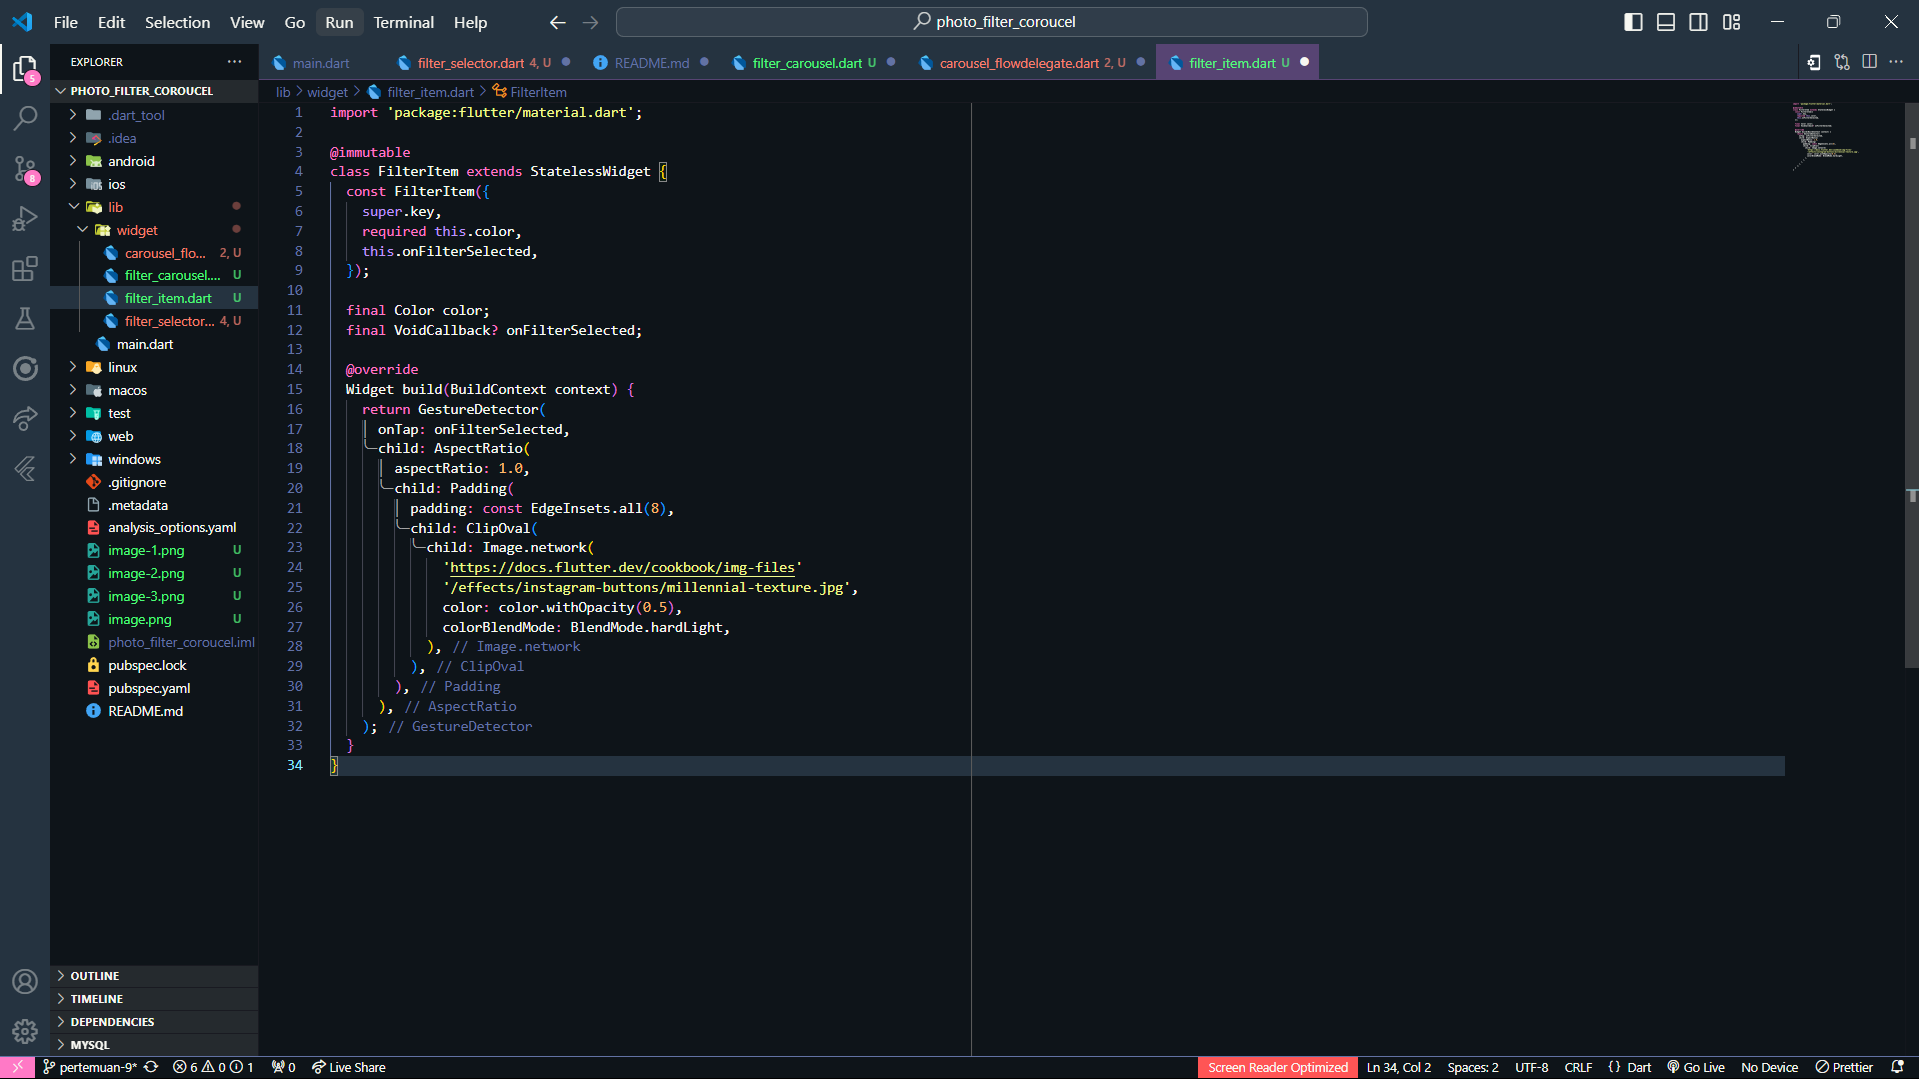 File Edit Selection View Go Run Terminal Help
photo_filter_coroucel
EXPLORER
PHOTO_FILTER_COROUCEL
.dart_tool
.idea
android
ios
lib
widget
carousel_flo... 2, U
filter_carousel.... U
filter_item.dart U
filter_selector... 4, U
main.dart
linux
macos
test
web
windows
.gitignore
.metadata
analysis_options.yaml
image-1.png U
image-2.png U
image-3.png U
image.png U
photo_filter_coroucel.iml
pubspec.lock
pubspec.yaml
README.md
OUTLINE
TIMELINE
DEPENDENCIES
MYSQL
5
8
main.dart filter_selector.dart 4, U README.md filter_carousel.dart U carousel_flowdelegate.dart 2, U filter_item.dart U
lib > widget > filter_item.dart > FilterItem
1 import 'package:flutter/material.dart';
2
3 @immutable
4 class FilterItem extends StatelessWidget {
5 const FilterItem({
6 super.key,
7 required this.color,
8 this.onFilterSelected,
9 });
10
11 final Color color;
12 final VoidCallback? onFilterSelected;
13
14 @override
15 Widget build(BuildContext context) {
16 return GestureDetector(
17 onTap: onFilterSelected,
18 child: AspectRatio(
19 aspectRatio: 1.0,
20 child: Padding(
21 padding: const EdgeInsets.all(8),
22 child: ClipOval(
23 child: Image.network(
24 'https://docs.flutter.dev/cookbook/img-files'
25 '/effects/instagram-buttons/millennial-texture.jpg',
26 color: color.withOpacity(0.5),
27 colorBlendMode: BlendMode.hardLight,
28 ), // Image.network
29 ), // ClipOval
30 ), // Padding
31 ), // AspectRatio
32 ); // GestureDetector
33 }
34 }
pertemuan-9* 6 0 1 0 Live Share Screen Reader Optimized Ln 34, Col 2 Spaces: 2 UTF-8 CRLF {} Dart Go Live No Device Prettier